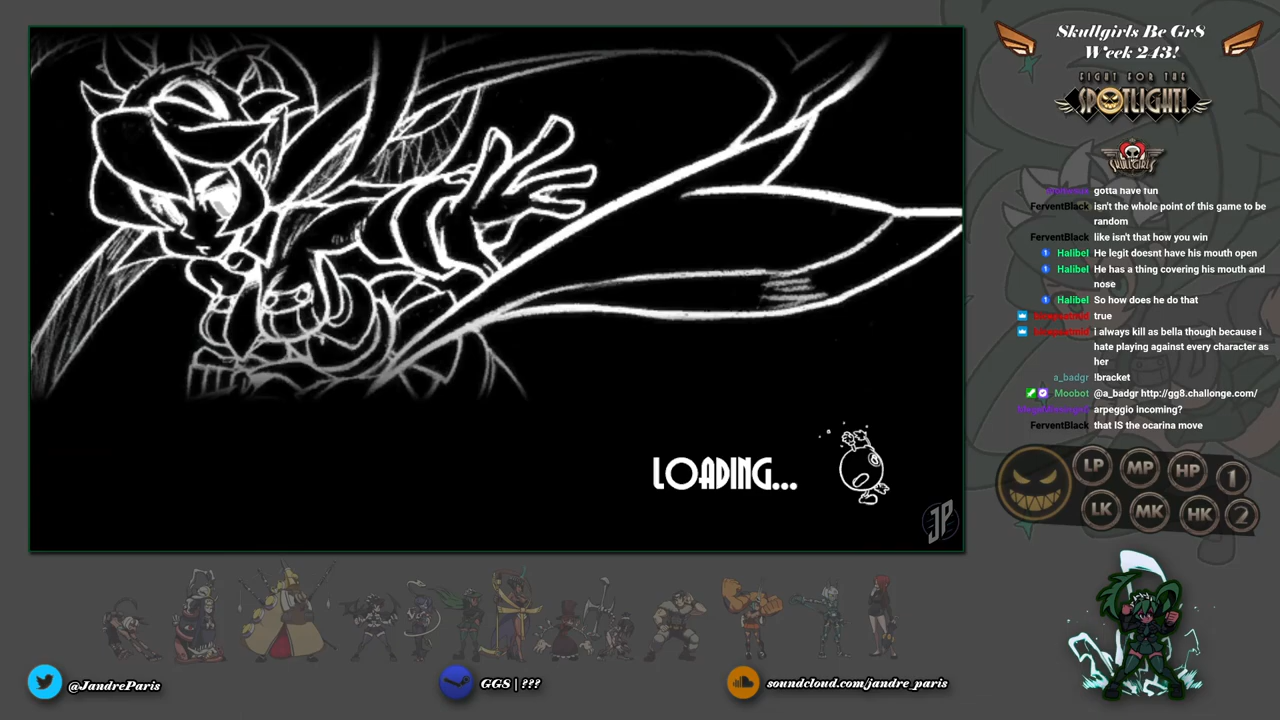 Skullgirls Be Gr8
Week 243!
FIGHT FOR THE
SPOTLIGHT!
SKULLGIRLS
gotta have fun
FerventBlack isn't the whole point of this game to be
random
FerventBlack like isn't that how you win
1 Halibel He legit doesnt have his mouth open
1 Halibel He has a thing covering his mouth and
nose
1 Halibel So how does he do that
true
i always kill as bella though because i
hate playing against every character as
her
a_badgr !bracket
Moobot @a_badgr http://gg8.challonge.com/
arpeggio incoming?
FerventBlack that IS the ocarina move
LOADING...
JP
LP MP HP 1
LK MK HK 2
@JandreParis
GGS | ???
soundcloud.com/jandre_paris